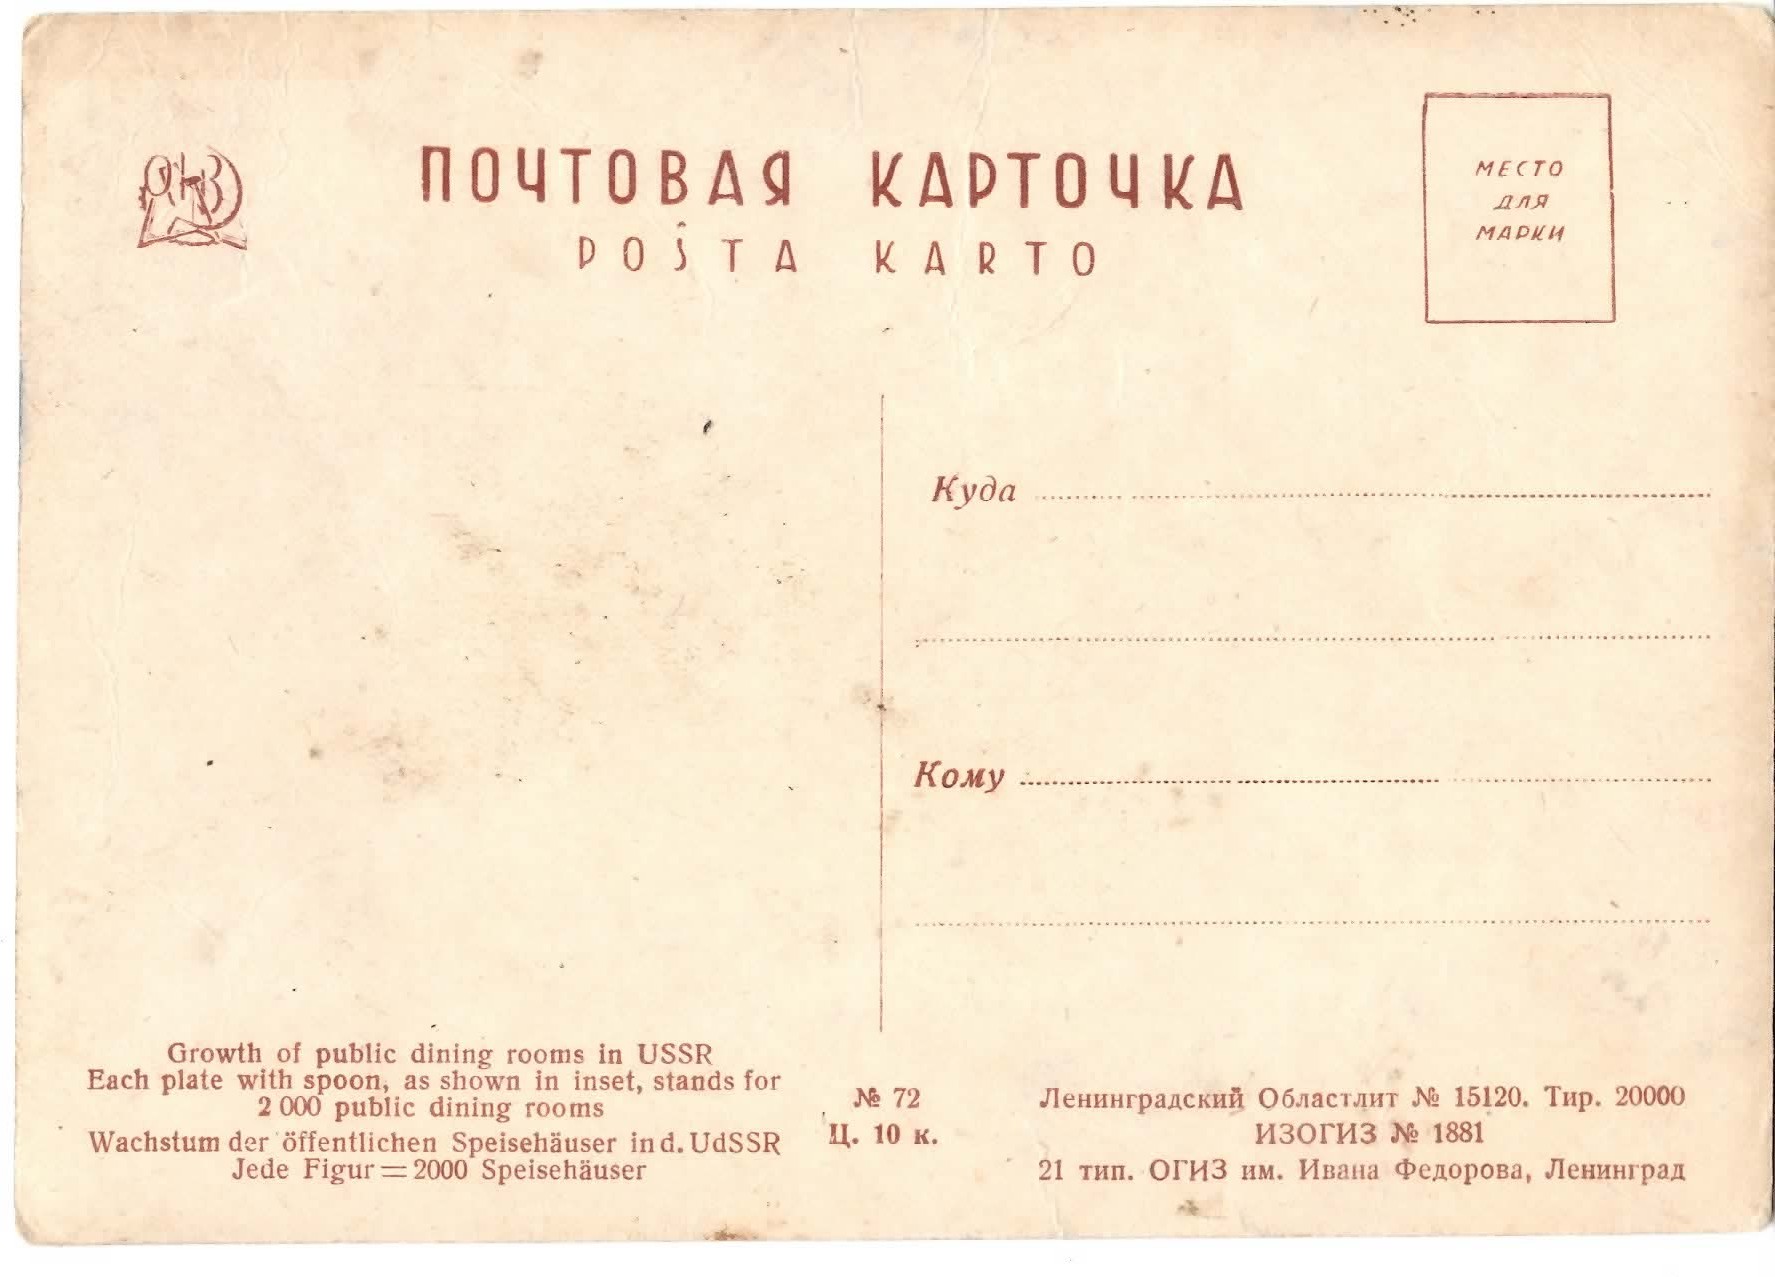 ПОЧТОВАЯ КАРТОЧКА
POŜTA KARTO
МЕСТО
ДЛЯ
МАРКИ
Куда
Кому
Growth of public dining rooms in USSR
Each plate with spoon, as shown in inset, stands for
2 000 public dining rooms
Wachstum der öffentlichen Speisehäuser in d. UdSSR
Jede Figur = 2000 Speisehäuser
№ 72
Ц. 10 к.
Ленинградский Областлит № 15120. Тир. 20000
ИЗОГИЗ № 1881
21 тип. ОГИЗ им. Ивана Федорова, Ленинград